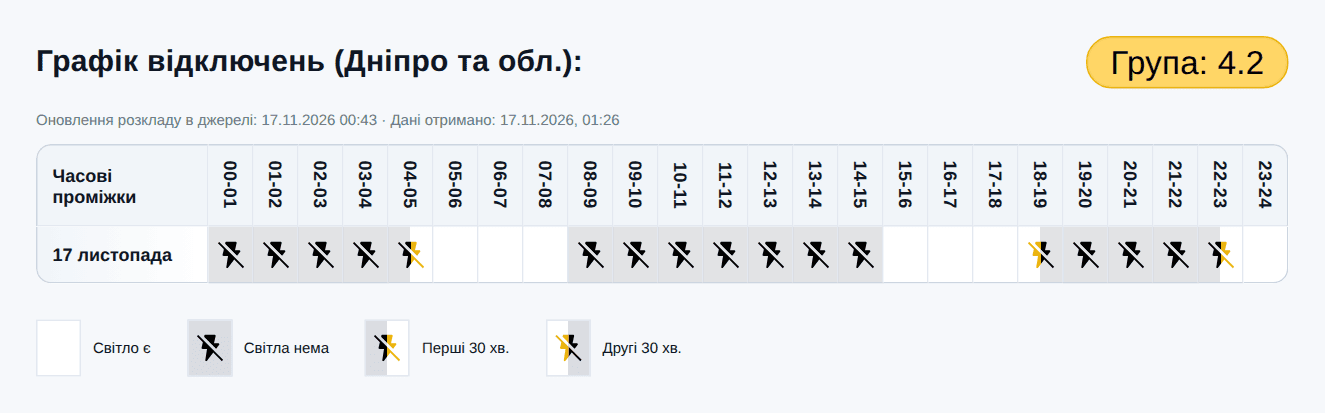 Графік відключень (Дніпро та обл.):
Група: 4.2
Оновлення розкладу в джерелі: 17.11.2026 00:43 · Дані отримано: 17.11.2026, 01:26
Часові
проміжки
00-01 01-02 02-03 03-04 04-05 05-06 06-07 07-08 08-09 09-10 10-11 11-12 12-13 13-14 14-15 15-16 16-17 17-18 18-19 19-20 20-21 21-22 22-23 23-24
17 листопада
Світло є Світла нема Перші 30 хв. Другі 30 хв.